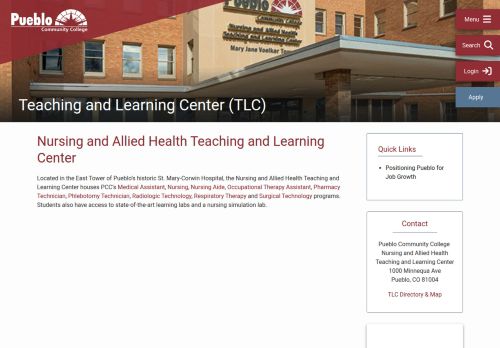 Pueblo
Community College
Menu
Search
Login
Apply
Pueblo
Community College
Nursing and Allied Health
Teaching and Learning Center
Mary Jane Voelker
Teaching and Learning Center (TLC)
Nursing and Allied Health Teaching and Learning
Center
Located in the East Tower of Pueblo's historic St. Mary-Corwin Hospital, the Nursing and Allied Health Teaching and
Learning Center houses PCC's Medical Assistant, Nursing, Nursing Aide, Occupational Therapy Assistant, Pharmacy
Technician, Phlebotomy Technician, Radiologic Technology, Respiratory Therapy and Surgical Technology programs.
Students also have access to state-of-the-art learning labs and a nursing simulation lab.
Quick Links
Positioning Pueblo for
Job Growth
Contact
Pueblo Community College
Nursing and Allied Health
Teaching and Learning Center
1000 Minnequa Ave
Pueblo, CO 81004
TLC Directory & Map